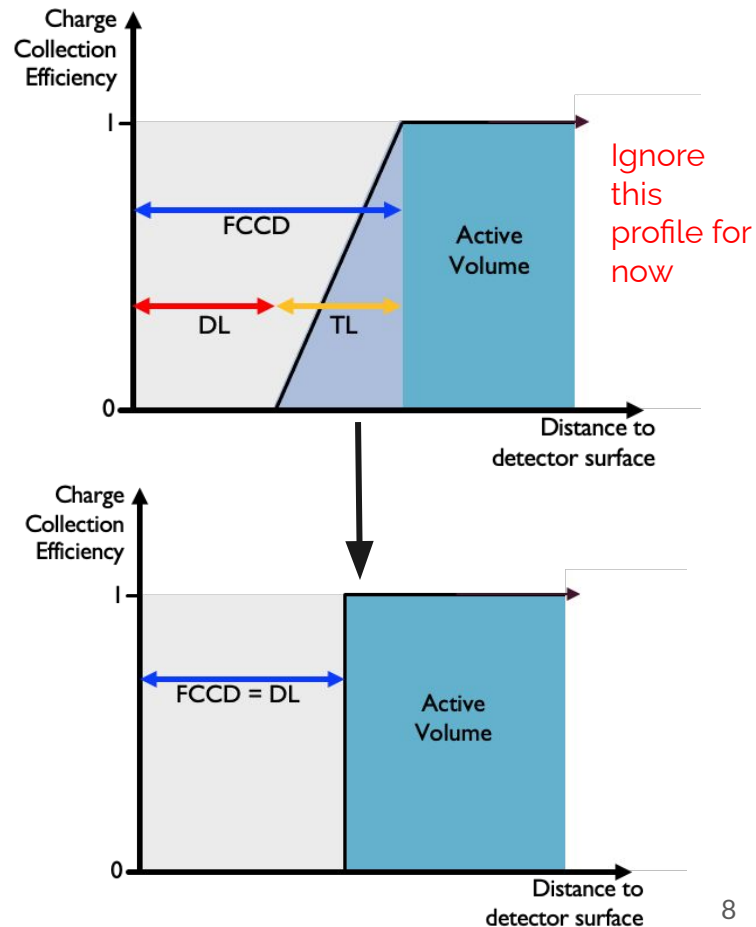 Charge
Collection
Efficiency
1
FCCD
DL
TL
Active
Volume
0
Distance to
detector surface
Ignore
this
profile for
now
Charge
Collection
Efficiency
1
FCCD = DL
Active
Volume
0
Distance to
detector surface
8